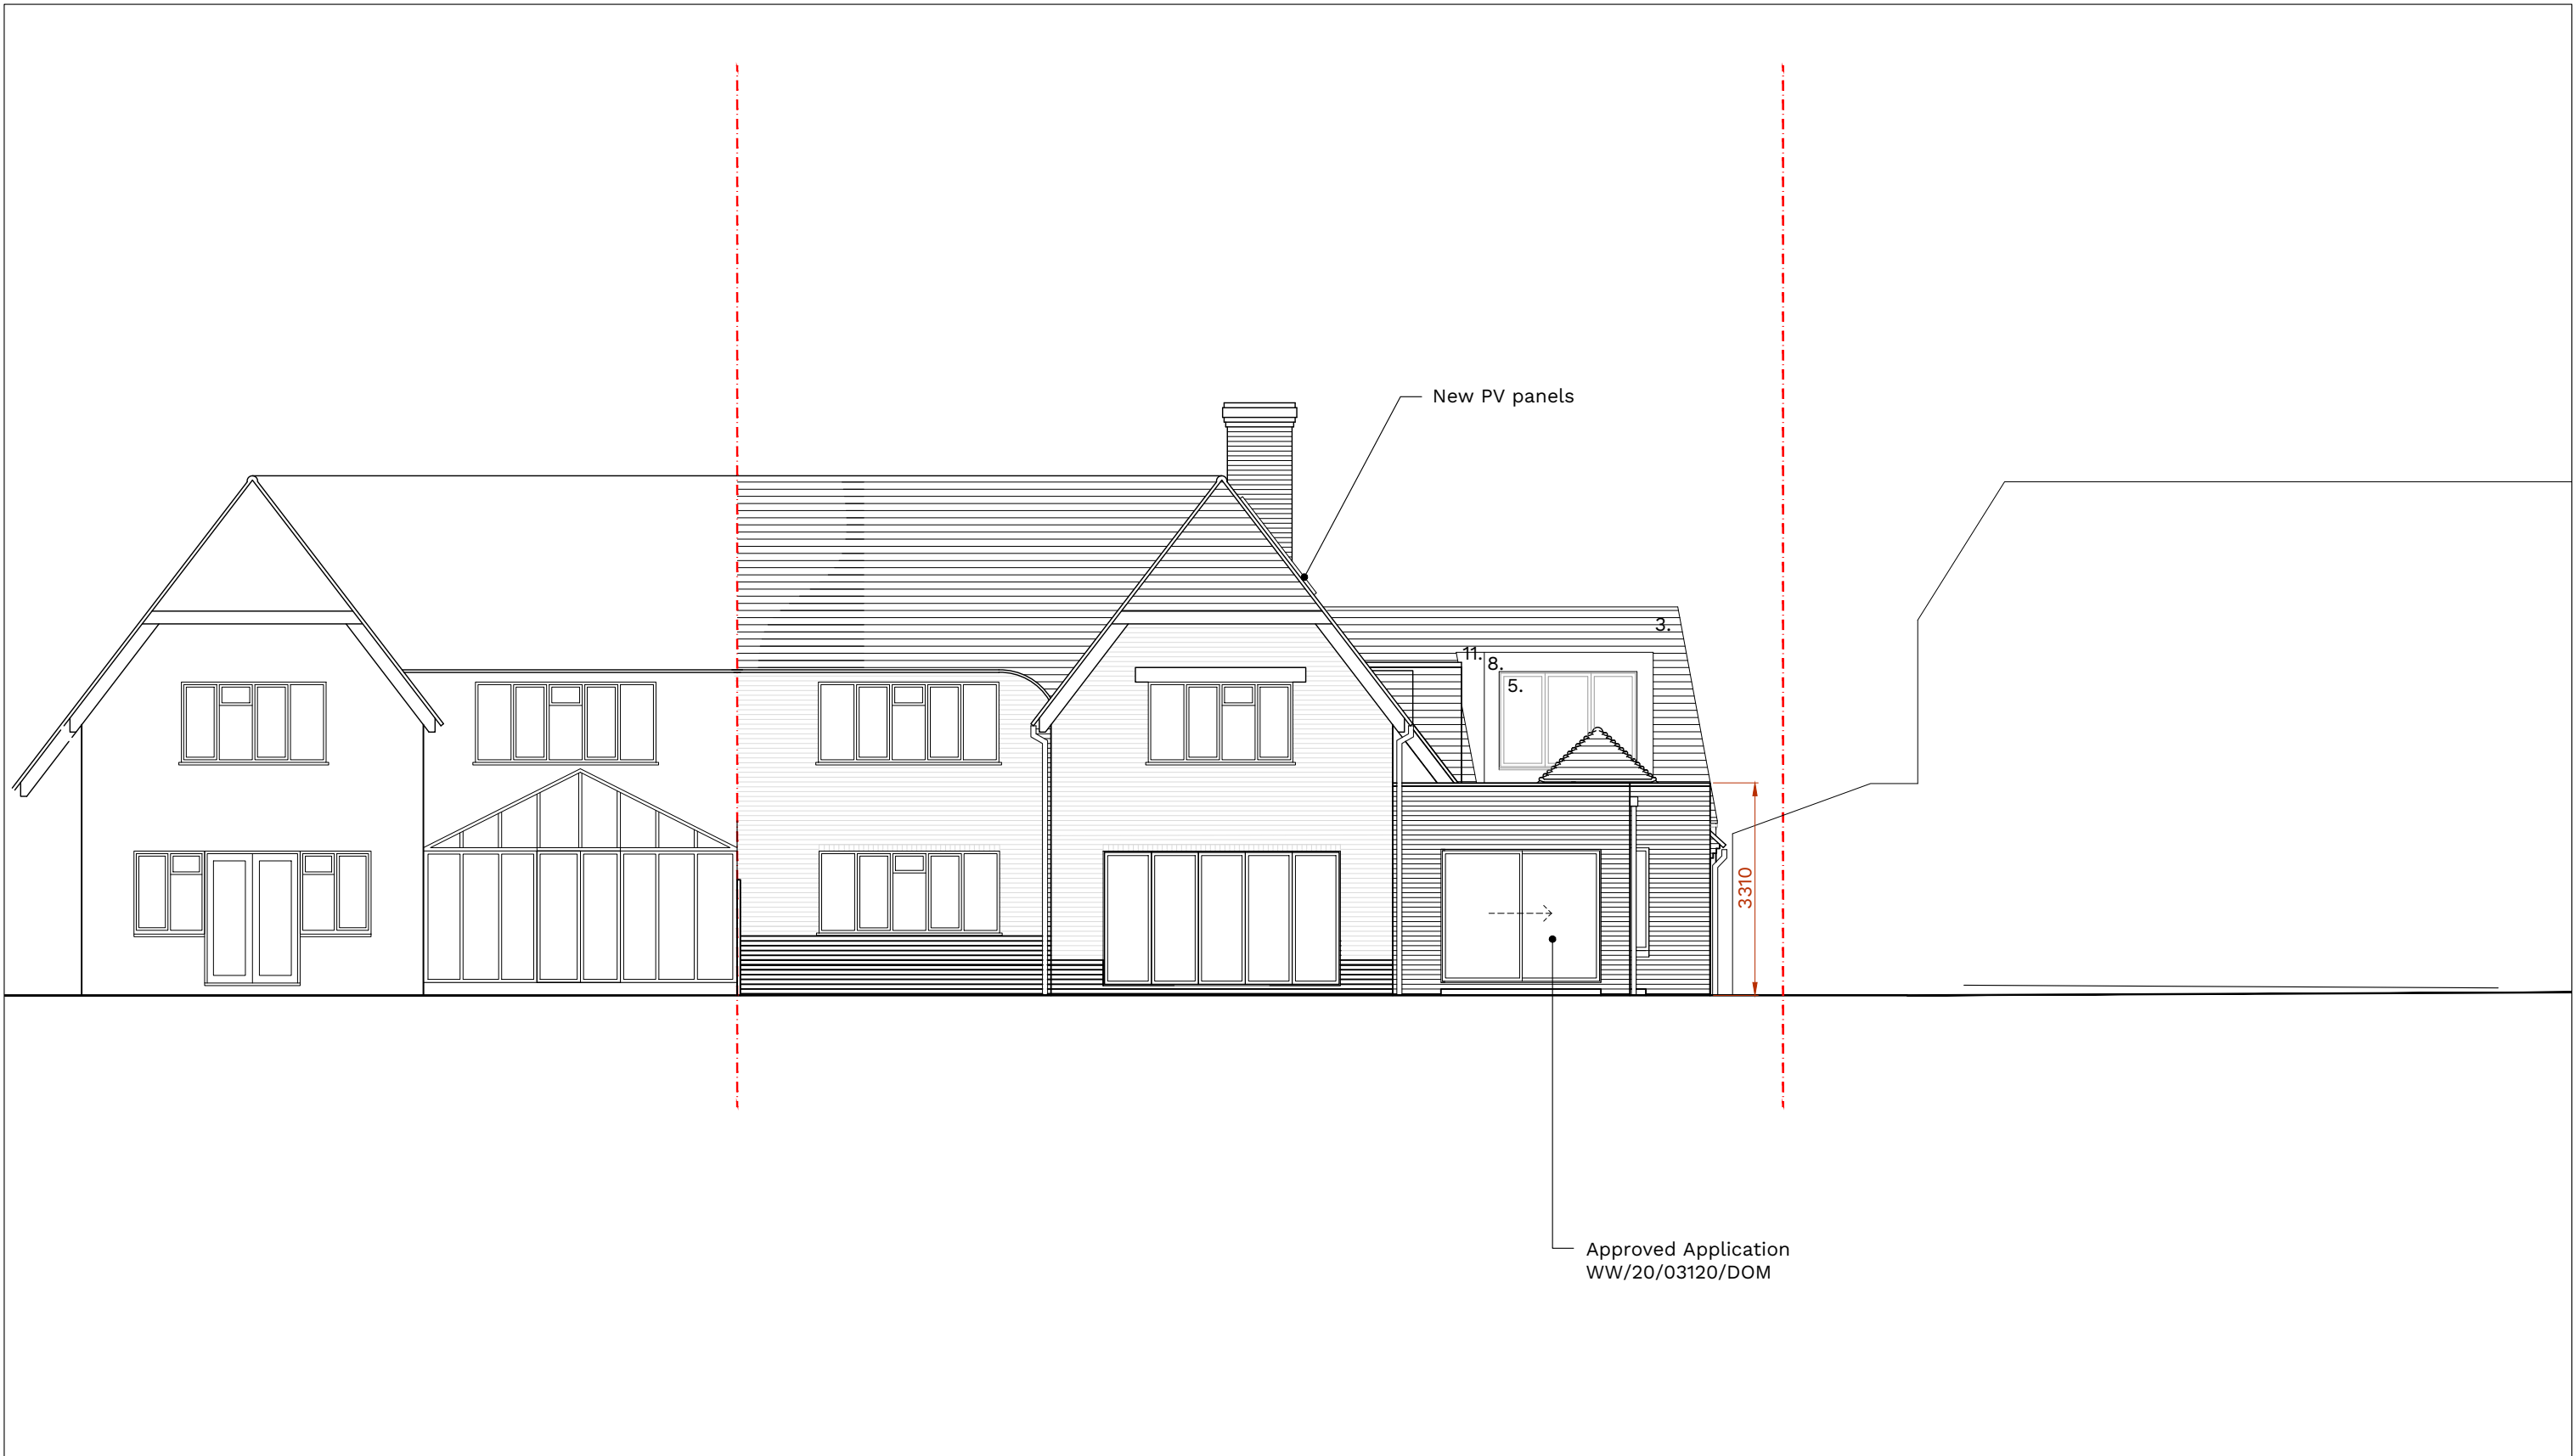 New PV panels
3.
11.
8.
5.
3310
Approved Application
WW/20/03120/DOM